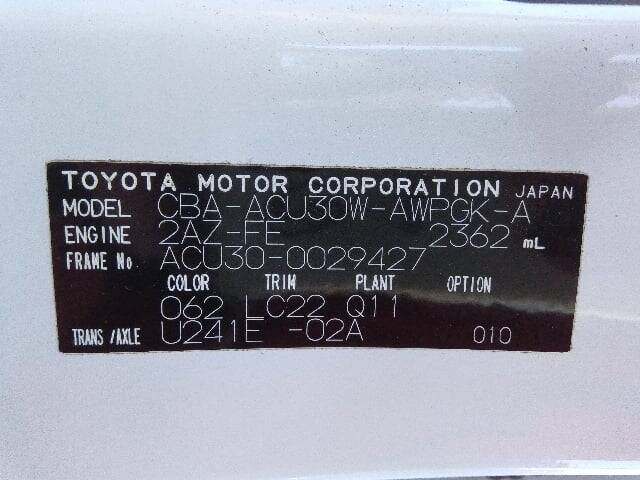 TOYOTA MOTOR CORPORATION JAPAN
MODEL CBA-ACU30W-AWPGK-A
ENGINE 2AZ-FE 2362 mL
FRAME No ACU30-0029427
COLOR TRIM PLANT OPTION
062 LC22 Q11
TRANS/AXLE U241E -02A 010